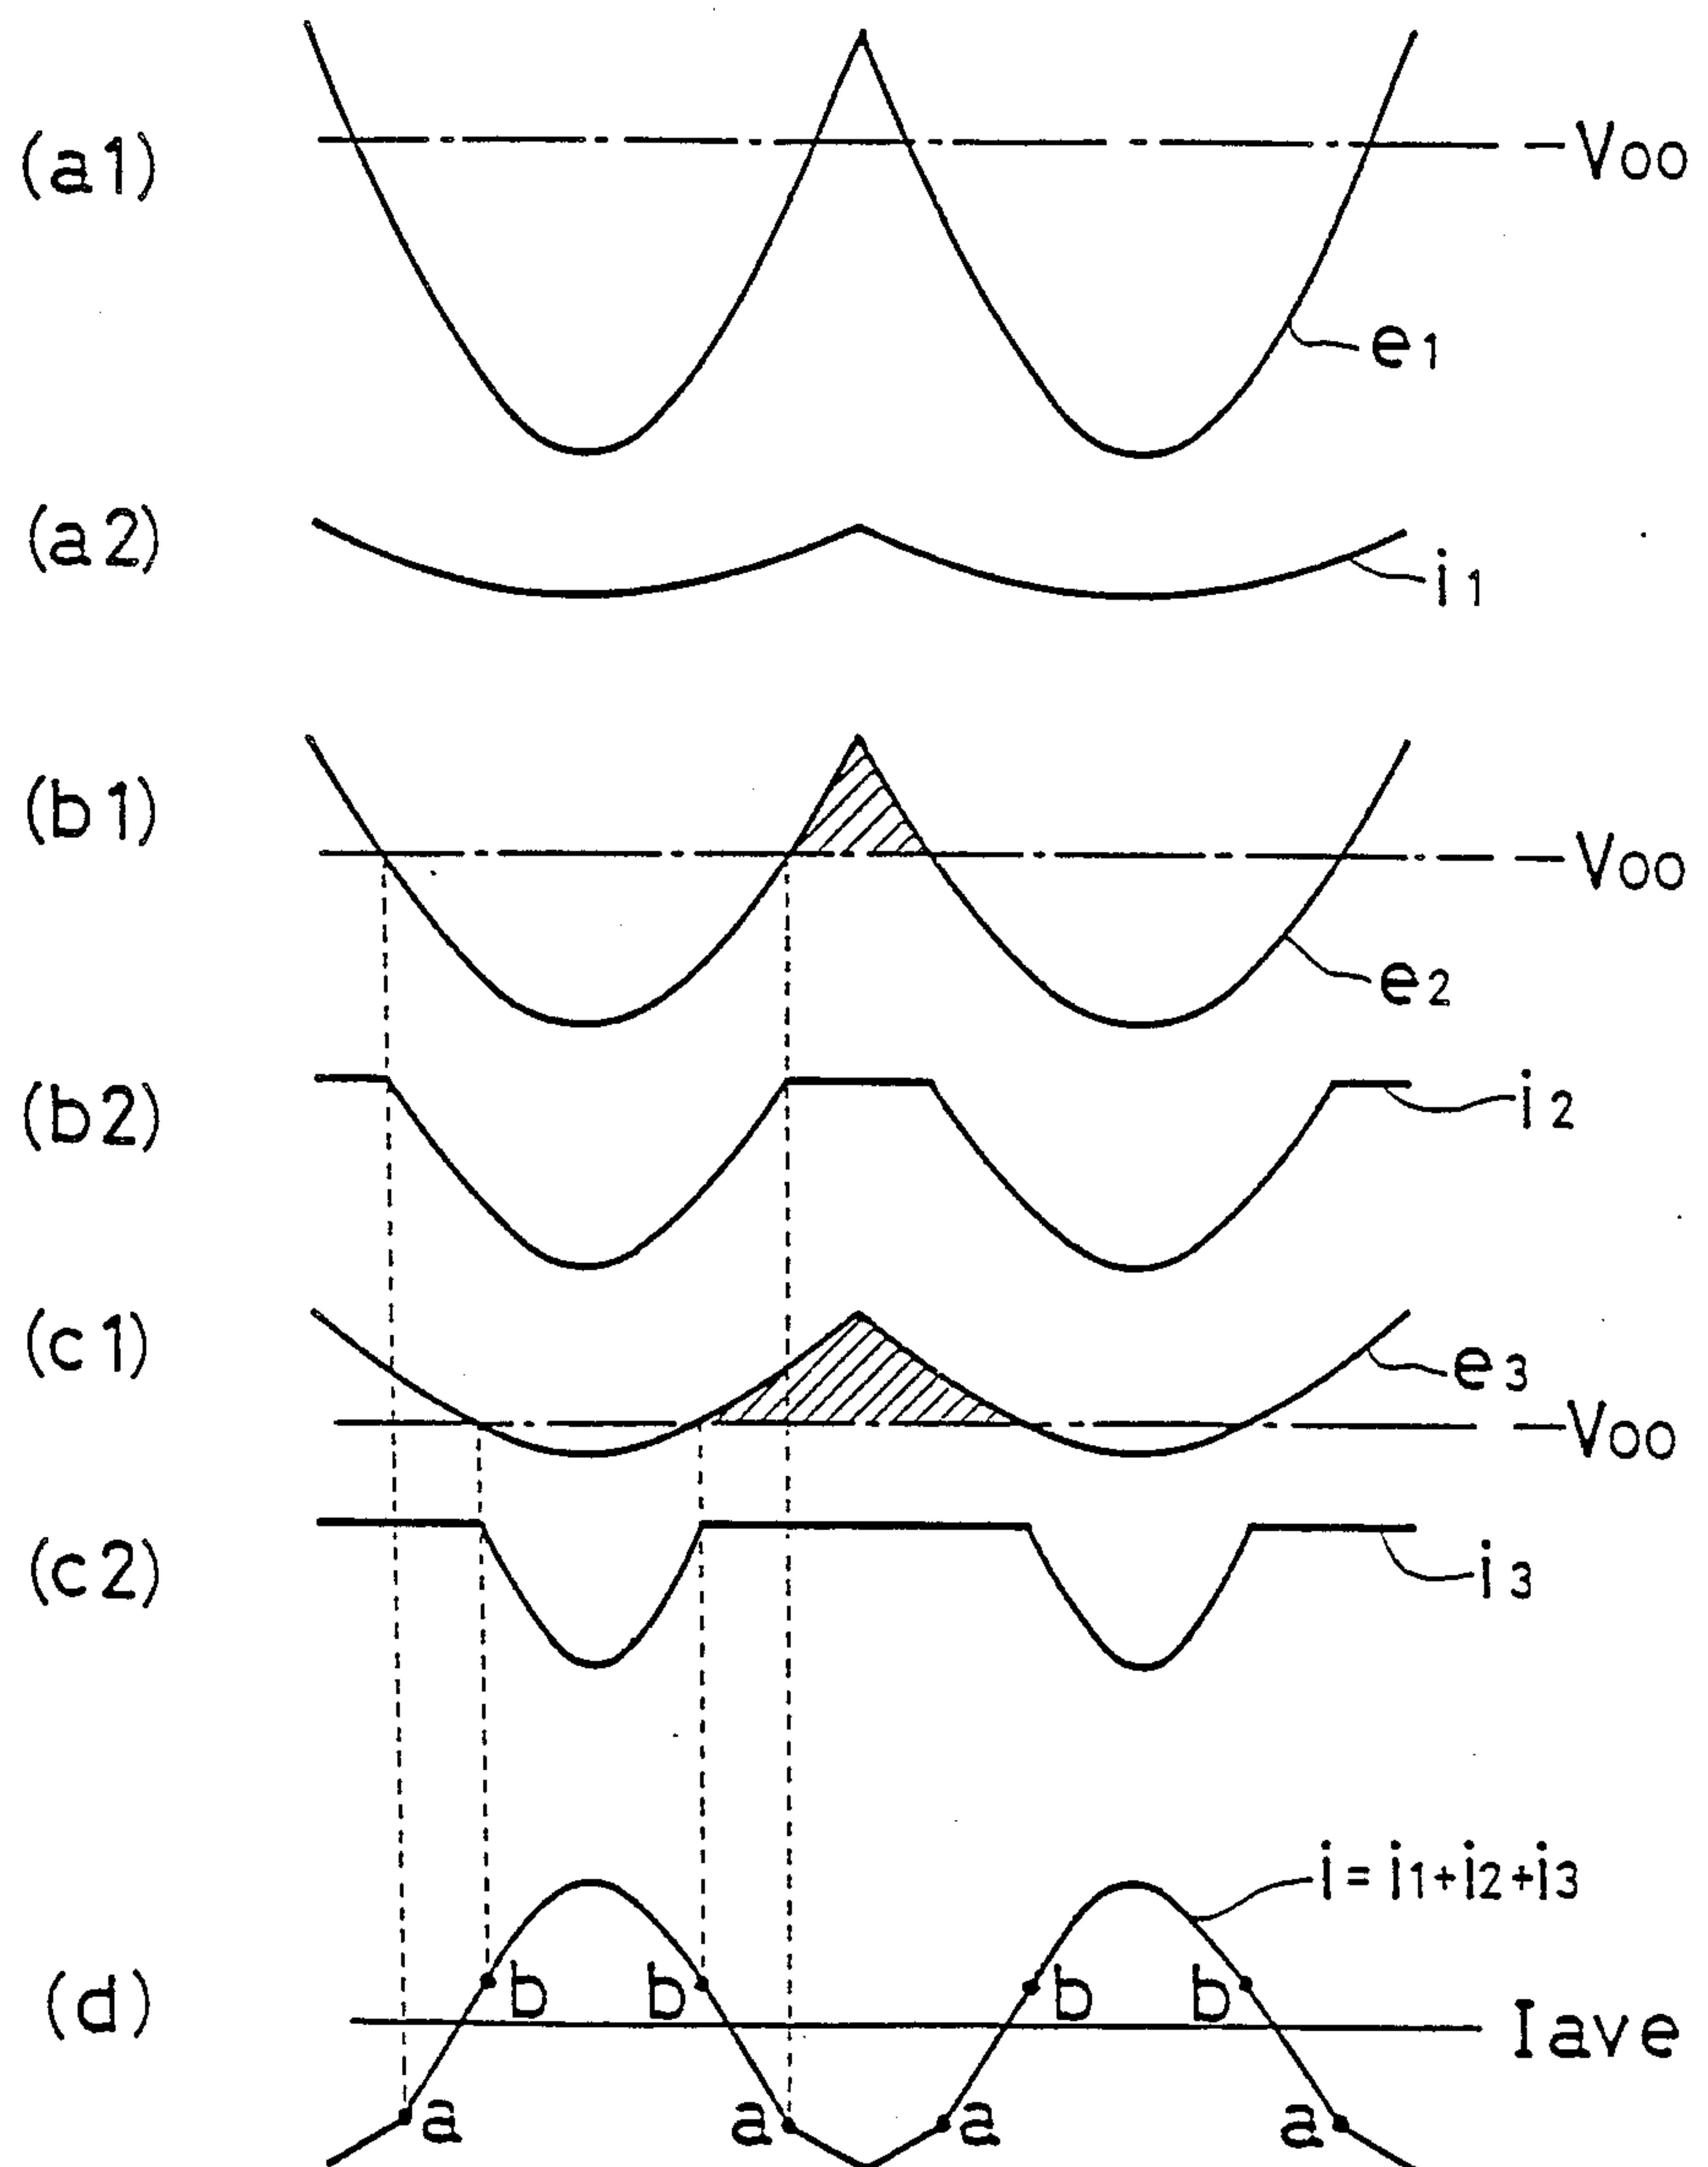 (a1)
-Voo
e1
(a2)
i1
(b1)
-Voo
e2
(b2)
i2
(c1)
e3
-Voo
(c2)
i3
i=i1+i2+i3
(d)
b b b b
Iave
a a a a